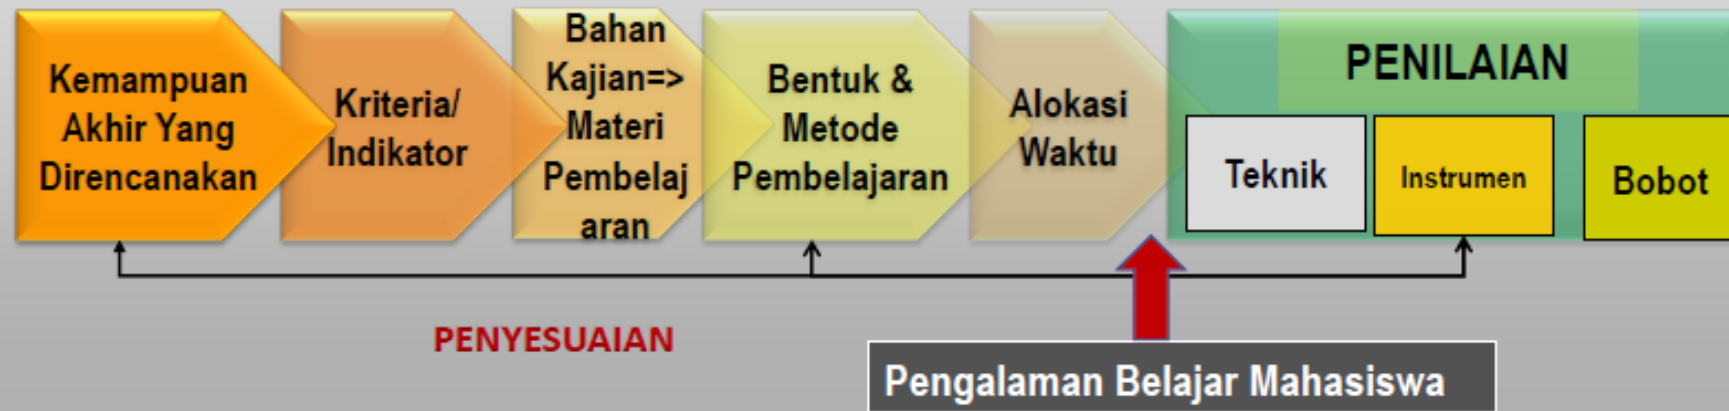 Kemampuan
Akhir Yang
Direncanakan
Kriteria/
Indikator
Bahan
Kajian=>
Materi
Pembelaj
aran
Bentuk &
Metode
Pembelajaran
Alokasi
Waktu
PENILAIAN
Teknik
Instrumen
Bobot
PENYESUAIAN
Pengalaman Belajar Mahasiswa